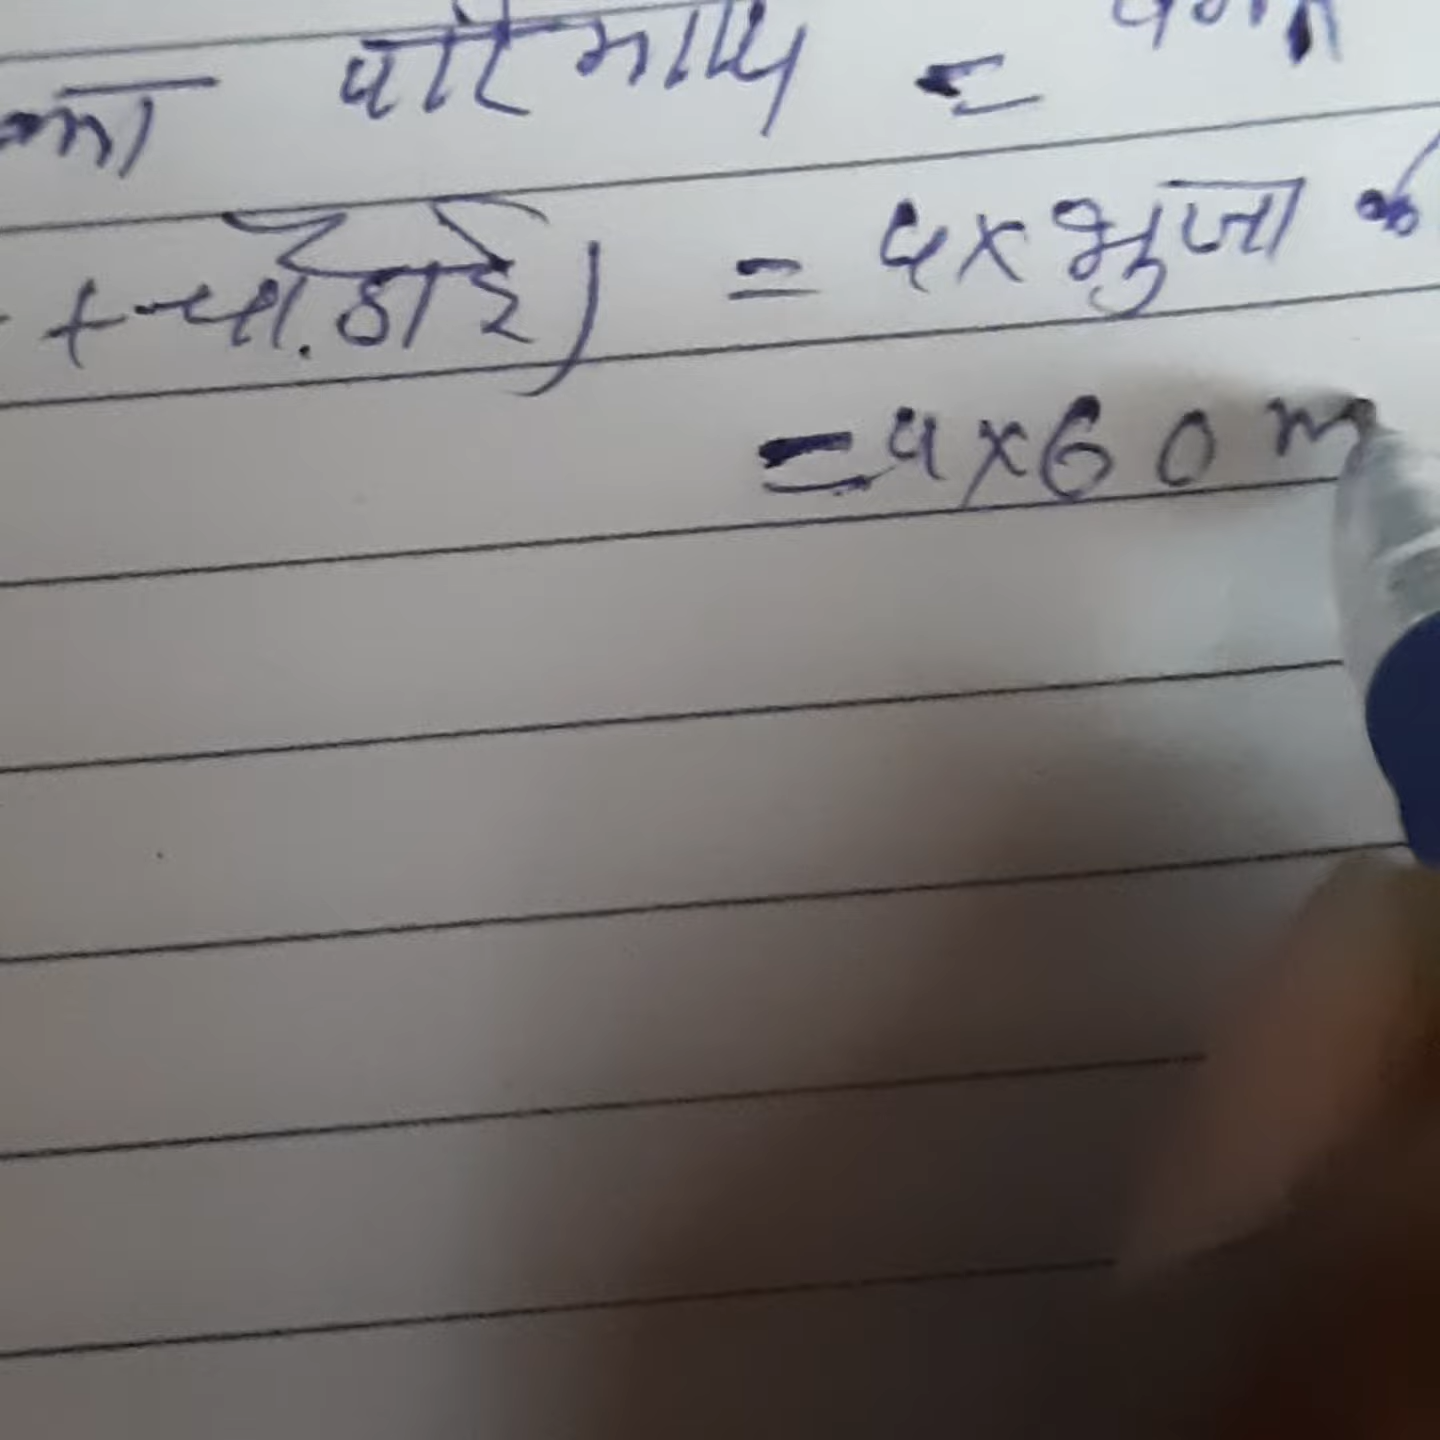 का परिमाप =
+ चौड़ाई) = 4 x भुजा
= 4 x 60 m